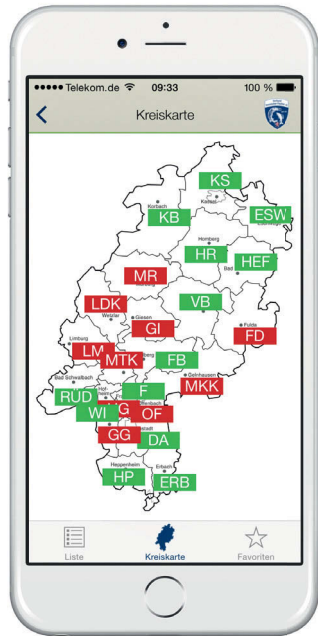 Telekom.de 09:33 100 %
Kreiskarte
KS
Kassel
Korbach
KB
ESW
Homberg
HR
HEF
Bad
MR
LDK
VB
Wetzlar
Gießen
GI
Fulda
FD
Limburg
LM
MTK
FB
Gelnhausen
MKK
Bad Schwalbach
RÜD
F
WI
G
OF
GG
DA
Heppenheim
Erbach
HP
ERB
Liste
Kreiskarte
Favoriten